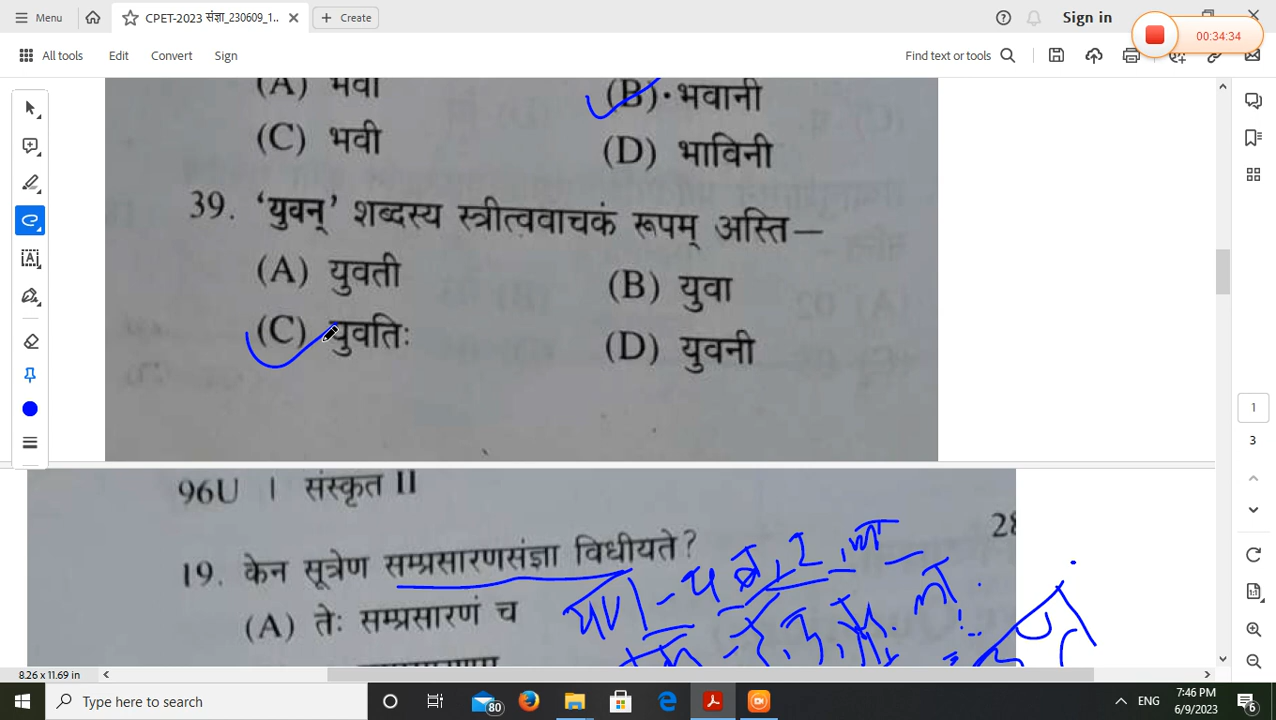 Menu
CPET-2023 संज्ञा_230609_1...
Create
Sign in
00:34:34
All tools
Edit
Convert
Sign
Find text or tools
(A) भवा
(B) भवानी
(C) भवी
(D) भाविनी
39. ‘युवन्’ शब्दस्य स्त्रीत्ववाचकं रूपम् अस्ति—
(A) युवती
(B) युवा
(C) युवतिः
(D) युवनी
96U । संस्कृत II
28
19. केन सूत्रेण सम्प्रसारणसंज्ञा विधीयते?
(A) तेः सम्प्रसारणं च
1
3
8.26 x 11.69 in
Type here to search
80
ENG
7:46 PM
6/9/2023
6